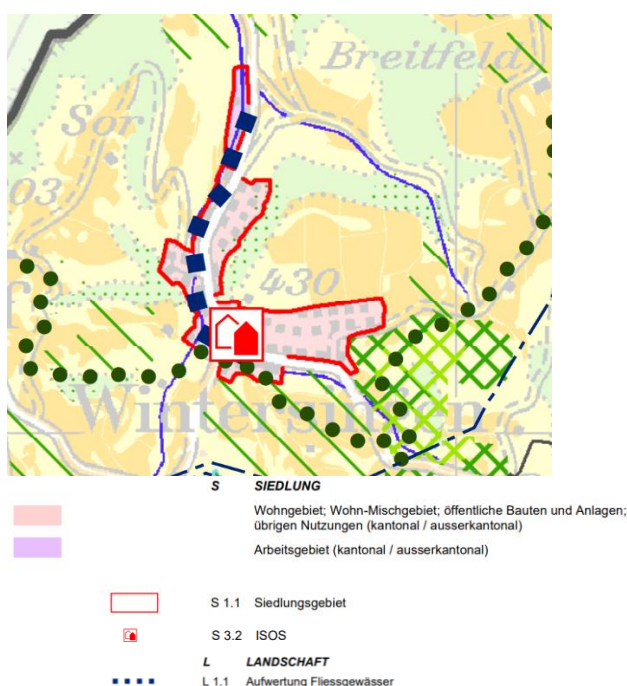 Breitfeld
Sor
03
430
f
Wintersingen
S SIEDLUNG
Wohngebiet; Wohn-Mischgebiet; öffentliche Bauten und Anlagen;
übrigen Nutzungen (kantonal / ausserkantonal)
Arbeitsgebiet (kantonal / ausserkantonal)
S 1.1 Siedlungsgebiet
S 3.2 ISOS
L LANDSCHAFT
L 1.1 Aufwertung Fliessgewässer